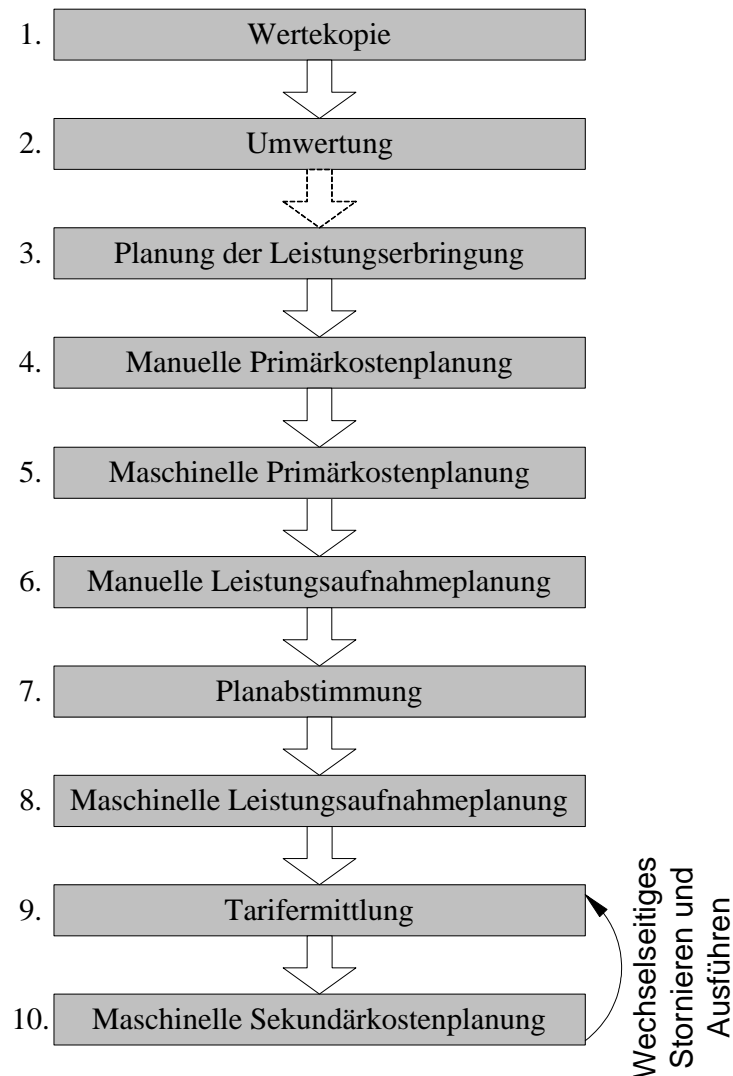 1. Wertekopie
2. Umwertung
3. Planung der Leistungserbringung
4. Manuelle Primärkostenplanung
5. Maschinelle Primärkostenplanung
6. Manuelle Leistungsaufnahmeplanung
7. Planabstimmung
8. Maschinelle Leistungsaufnahmeplanung
9. Tarifermittlung
10. Maschinelle Sekundärkostenplanung
Wechselseitiges
Stornieren und
Ausführen